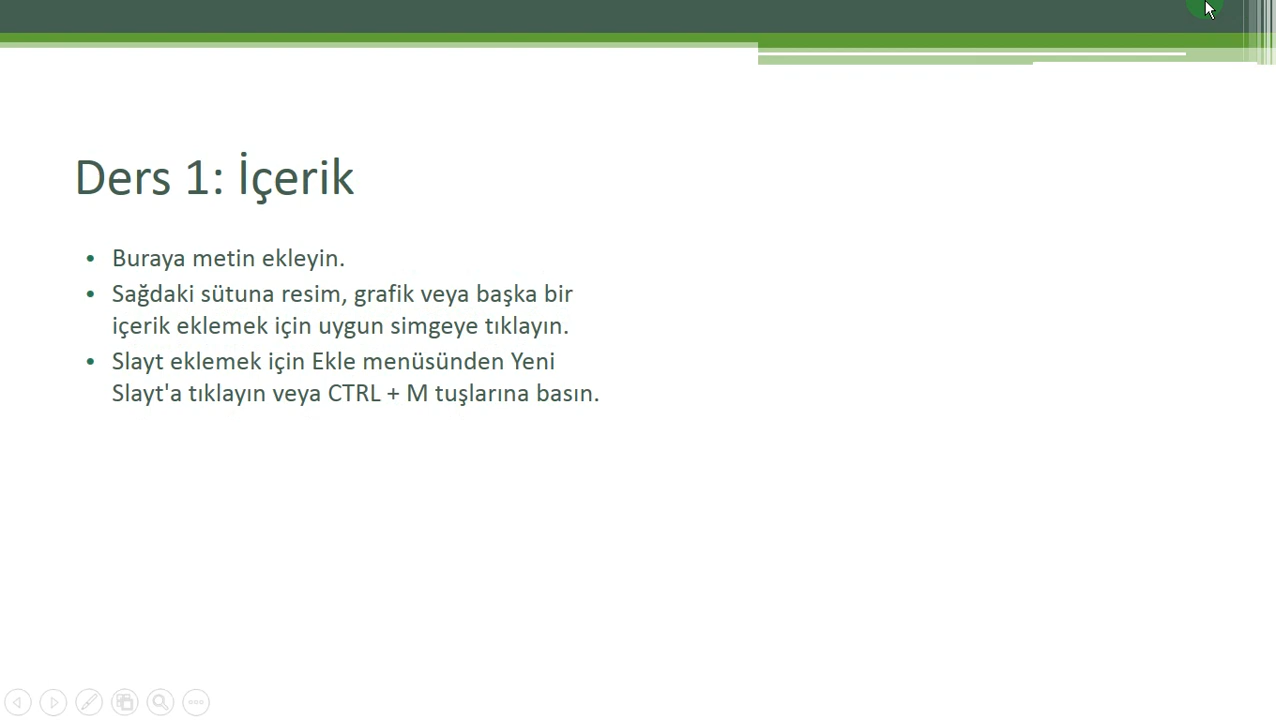 Ders 1: İçerik
• Buraya metin ekleyin.
• Sağdaki sütuna resim, grafik veya başka bir
içerik eklemek için uygun simgeye tıklayın.
• Slayt eklemek için Ekle menüsünden Yeni
Slayt'a tıklayın veya CTRL + M tuşlarına basın.